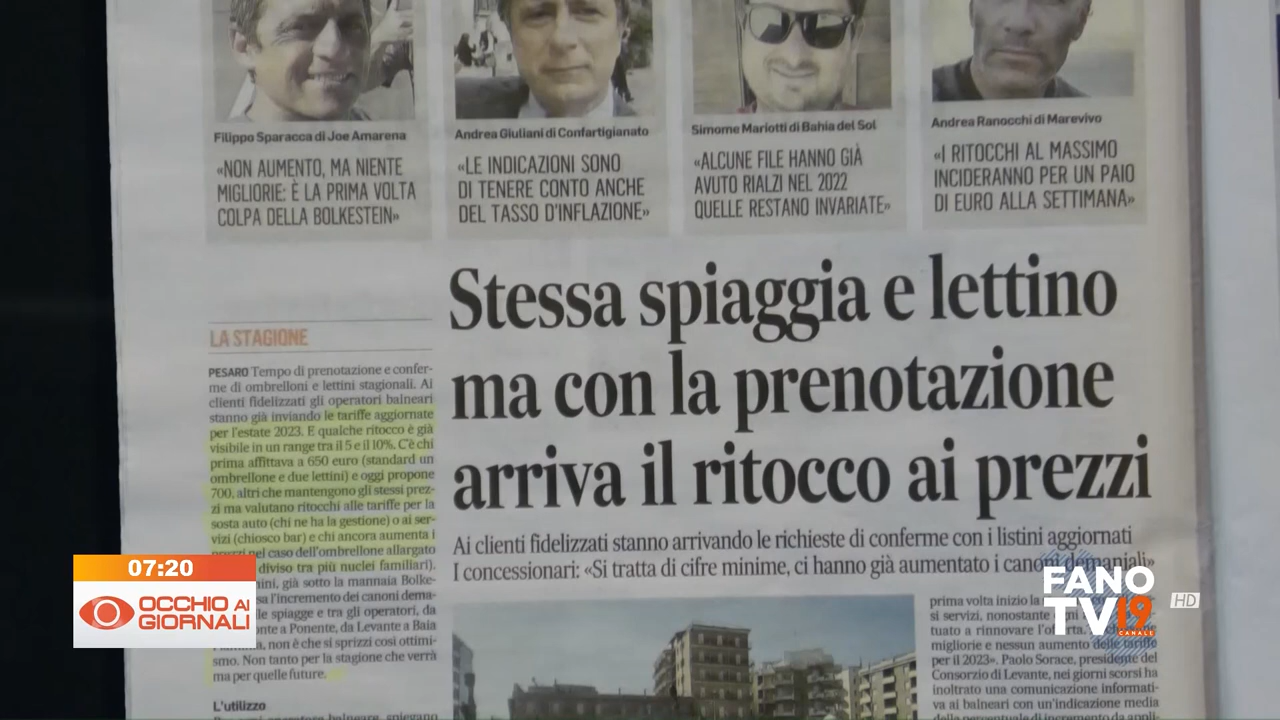 Filippo Sparacca di Joe Amarena
«NON AUMENTO, MA NIENTE
MIGLIORIE: È LA PRIMA VOLTA
COLPA DELLA BOLKESTEIN»
Andrea Giuliani di Confartigianato
«LE INDICAZIONI SONO
DI TENERE CONTO ANCHE
DEL TASSO D'INFLAZIONE»
Simome Mariotti di Bahia del Sol
«ALCUNE FILE HANNO GIÀ
AVUTO RIALZI NEL 2022
QUELLE RESTANO INVARIATE»
Andrea Ranocchi di Marevivo
«I RITOCCHI AL MASSIMO
INCIDERANNO PER UN PAIO
DI EURO ALLA SETTIMANA»
Stessa spiaggia e lettino
ma con la prenotazione
arriva il ritocco ai prezzi
Ai clienti fidelizzati stanno arrivando le richieste di conferme con i listini aggiornati
I concessionari: «Si tratta di cifre minime, ci hanno già aumentato i canoni demaniali»
LA STAGIONE
PESARO Tempo di prenotazione e confer-
me di ombrelloni e lettini stagionali. Ai
clienti fidelizzati gli operatori balneari
stanno già inviando le tariffe aggiornate
per l'estate 2023. E qualche ritocco è già
visibile in un range tra il 5 e il 10%. C'è chi
prima affittava a 650 euro (standard un
ombrellone e due lettini) e oggi propone
700, altri che mantengono gli stessi prez-
zi ma valutano ritocchi alle tariffe per la
sosta auto (chi ne ha la gestione) o ai ser-
vizi (chiosco bar) e chi ancora aumenta i
prezzi nel caso dell'ombrellone allargato
diviso tra più nuclei familiari).
già sotto la mannaia Bolke-
l'incremento dei canoni dema-
le spiagge e tra gli operatori, da
Ponente, da Levante a Baia
non è che si sprizzi così ottimi-
smo. Non tanto per la stagione che verrà
ma per quelle future.
L'utilizzo
prima volta inizio la
si servizi, nonostante
tuato a rinnovare
migliorie e nessun aumento delle tariffe
per il 2023». Paolo Sorace, presidente del
Consorzio di Levante, nei giorni scorsi ha
inoltrato una comunicazione informati-
va ai balneari con un'indicazione media
07:20
OCCHIO AI
GIORNALI
FANO
TV 19
CANALE
HD